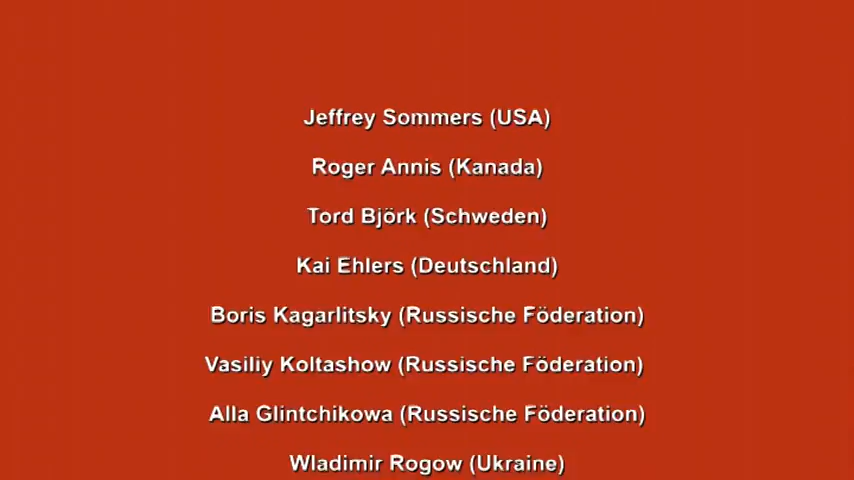 Jeffrey Sommers (USA)
Roger Annis (Kanada)
Tord Björk (Schweden)
Kai Ehlers (Deutschland)
Boris Kagarlitsky (Russische Föderation)
Vasiliy Koltashow (Russische Föderation)
Alla Glintchikowa (Russische Föderation)
Wladimir Rogow (Ukraine)